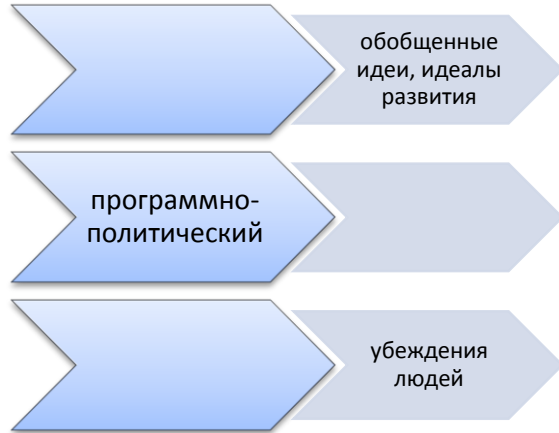 обобщенные
идеи, идеалы
развития
программно-
политический
убеждения
людей